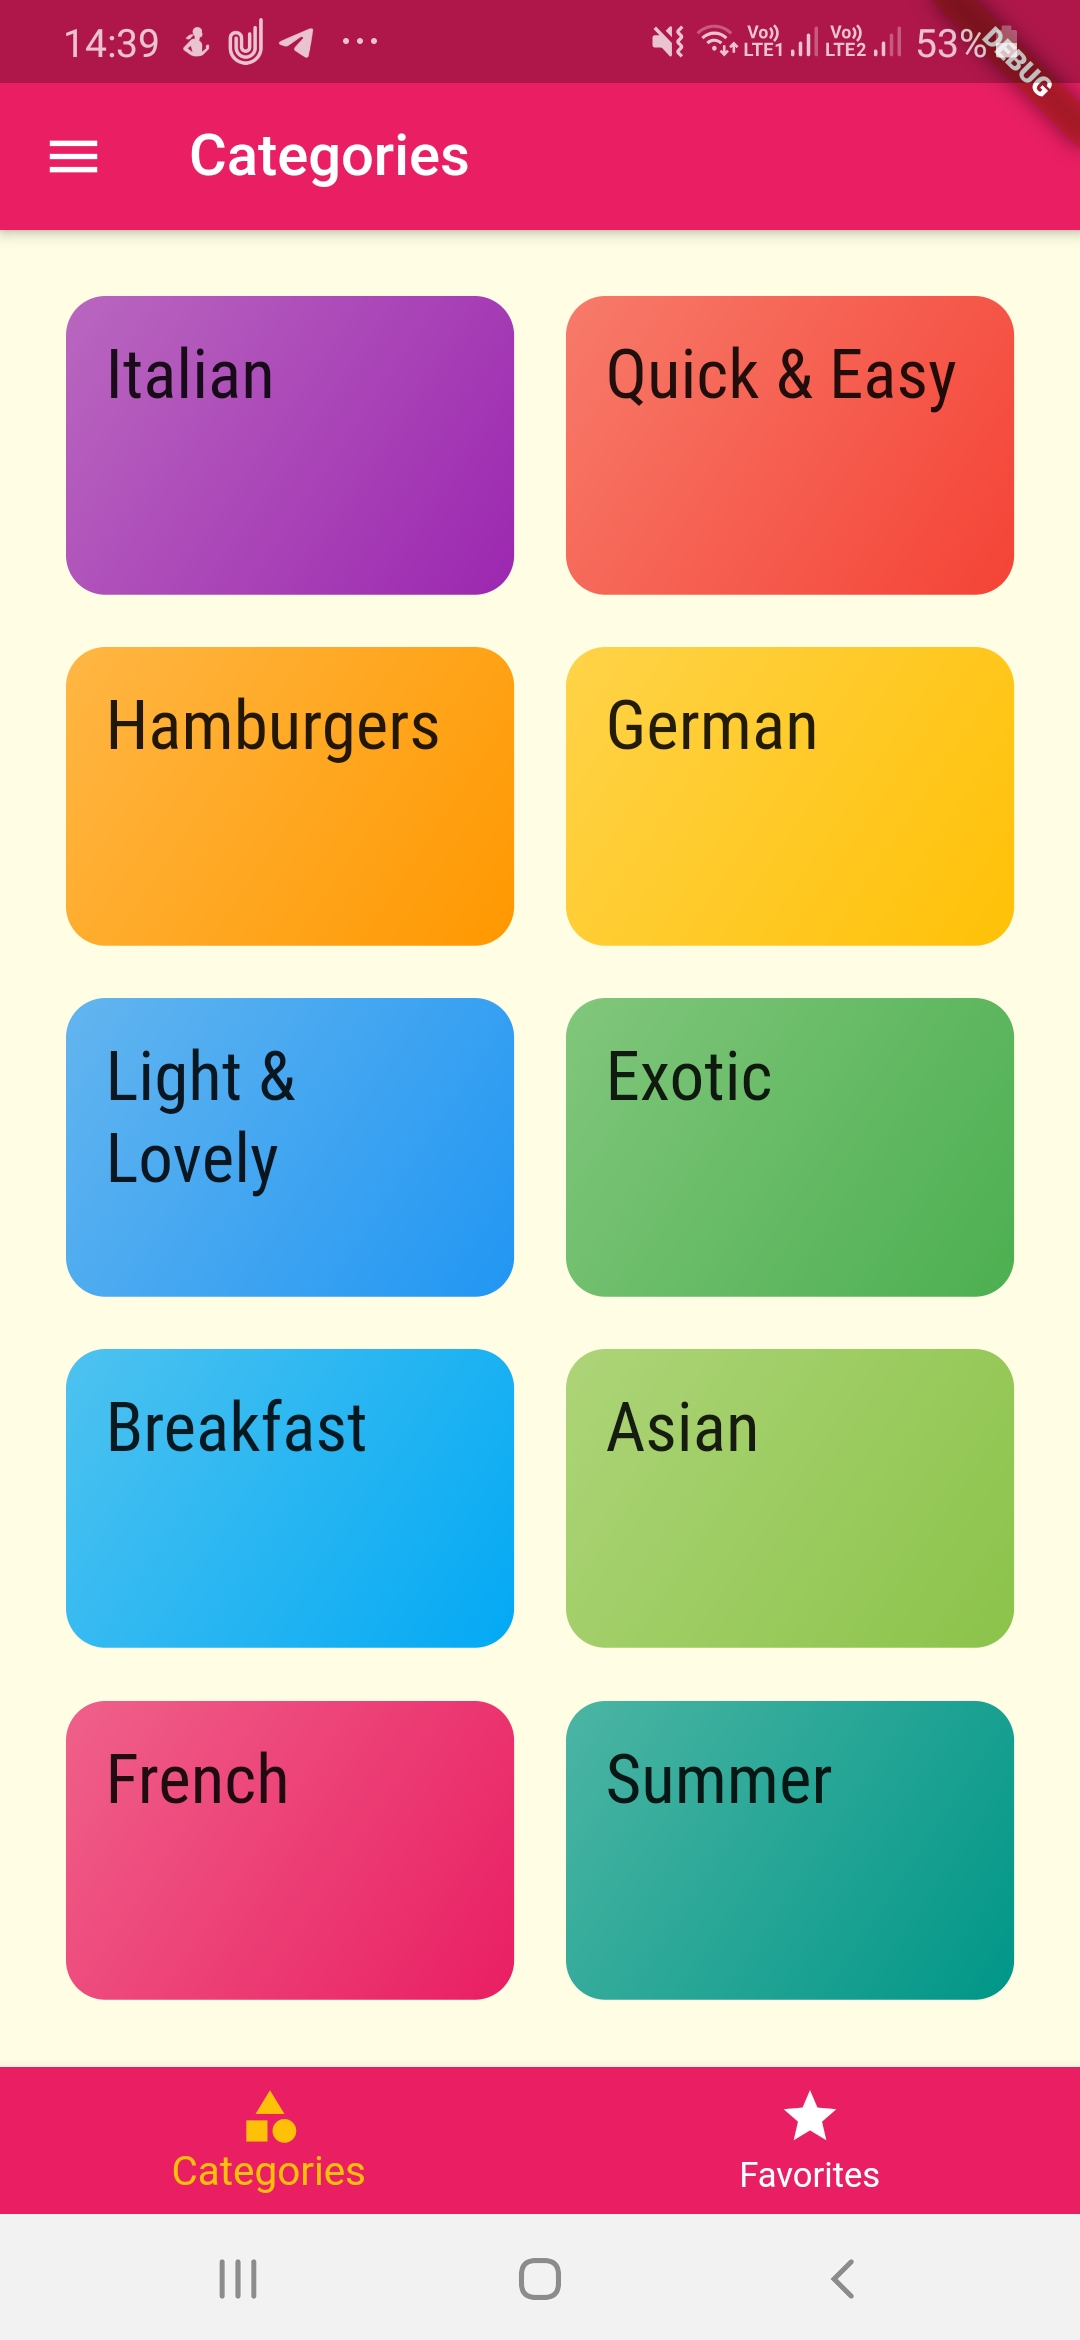 14:39
Vo)) LTE1
Vo)) LTE2
53%
DEBUG
Categories
Italian
Quick & Easy
Hamburgers
German
Light &
Lovely
Exotic
Breakfast
Asian
French
Summer
Categories
Favorites